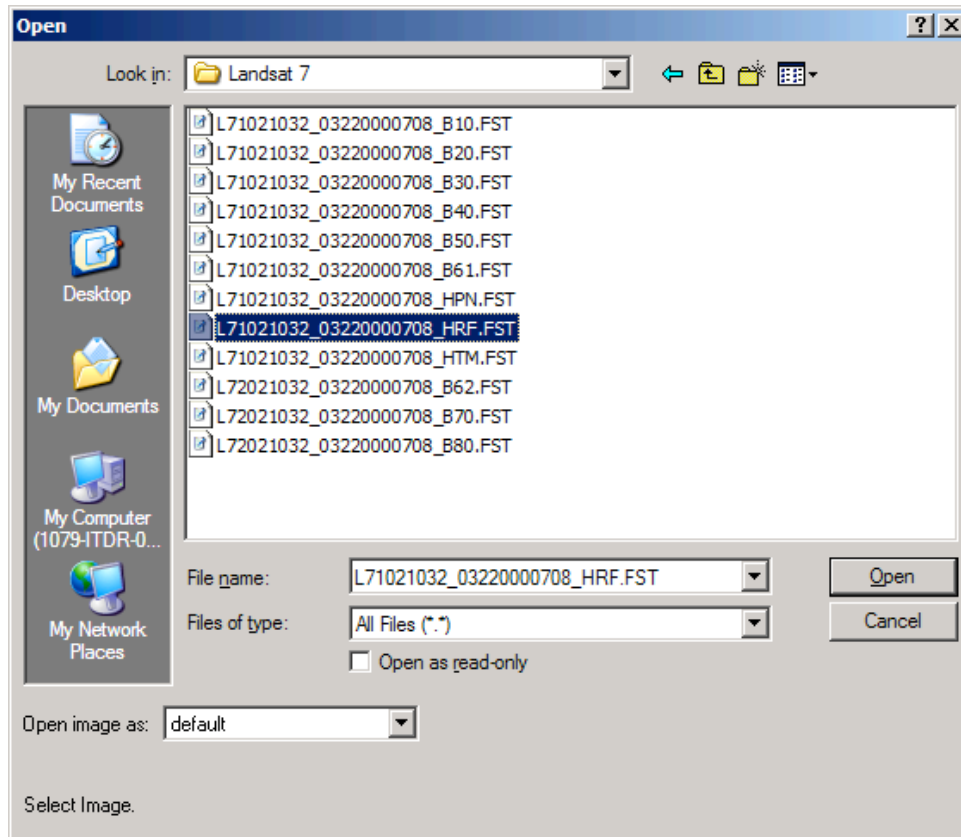 Open
Look in:
Landsat 7
My Recent
Documents
Desktop
My Documents
My Computer
(1079-ITDR-0...
My Network
Places
L71021032_03220000708_B10.FST
L71021032_03220000708_B20.FST
L71021032_03220000708_B30.FST
L71021032_03220000708_B40.FST
L71021032_03220000708_B50.FST
L71021032_03220000708_B61.FST
L71021032_03220000708_HPN.FST
L71021032_03220000708_HRF.FST
L71021032_03220000708_HTM.FST
L72021032_03220000708_B62.FST
L72021032_03220000708_B70.FST
L72021032_03220000708_B80.FST
File name:
L71021032_03220000708_HRF.FST
Open
Files of type:
All Files (*.*)
Cancel
Open as read-only
Open image as:
default
Select Image.